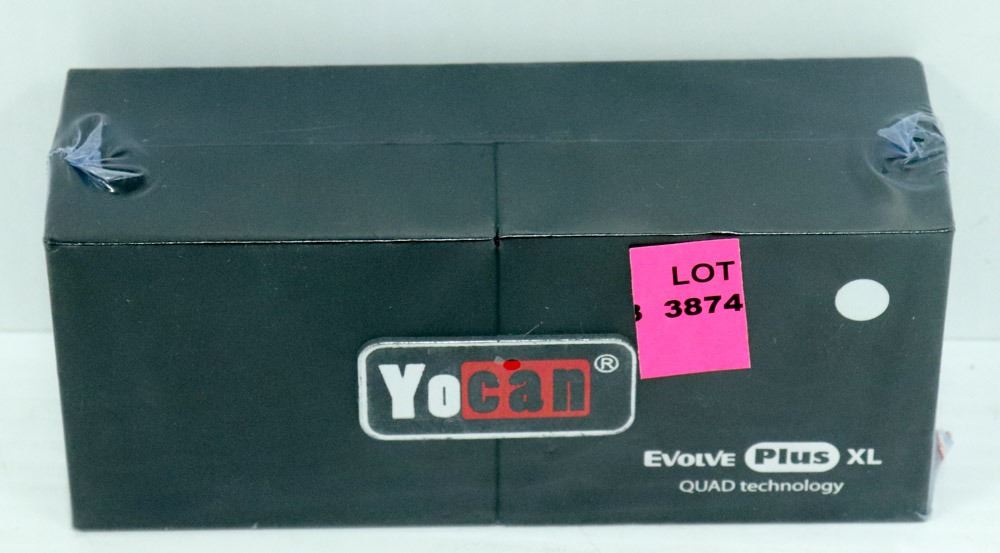 LOT
3874
Yocan®
EVOLVE Plus XL
QUAD technology